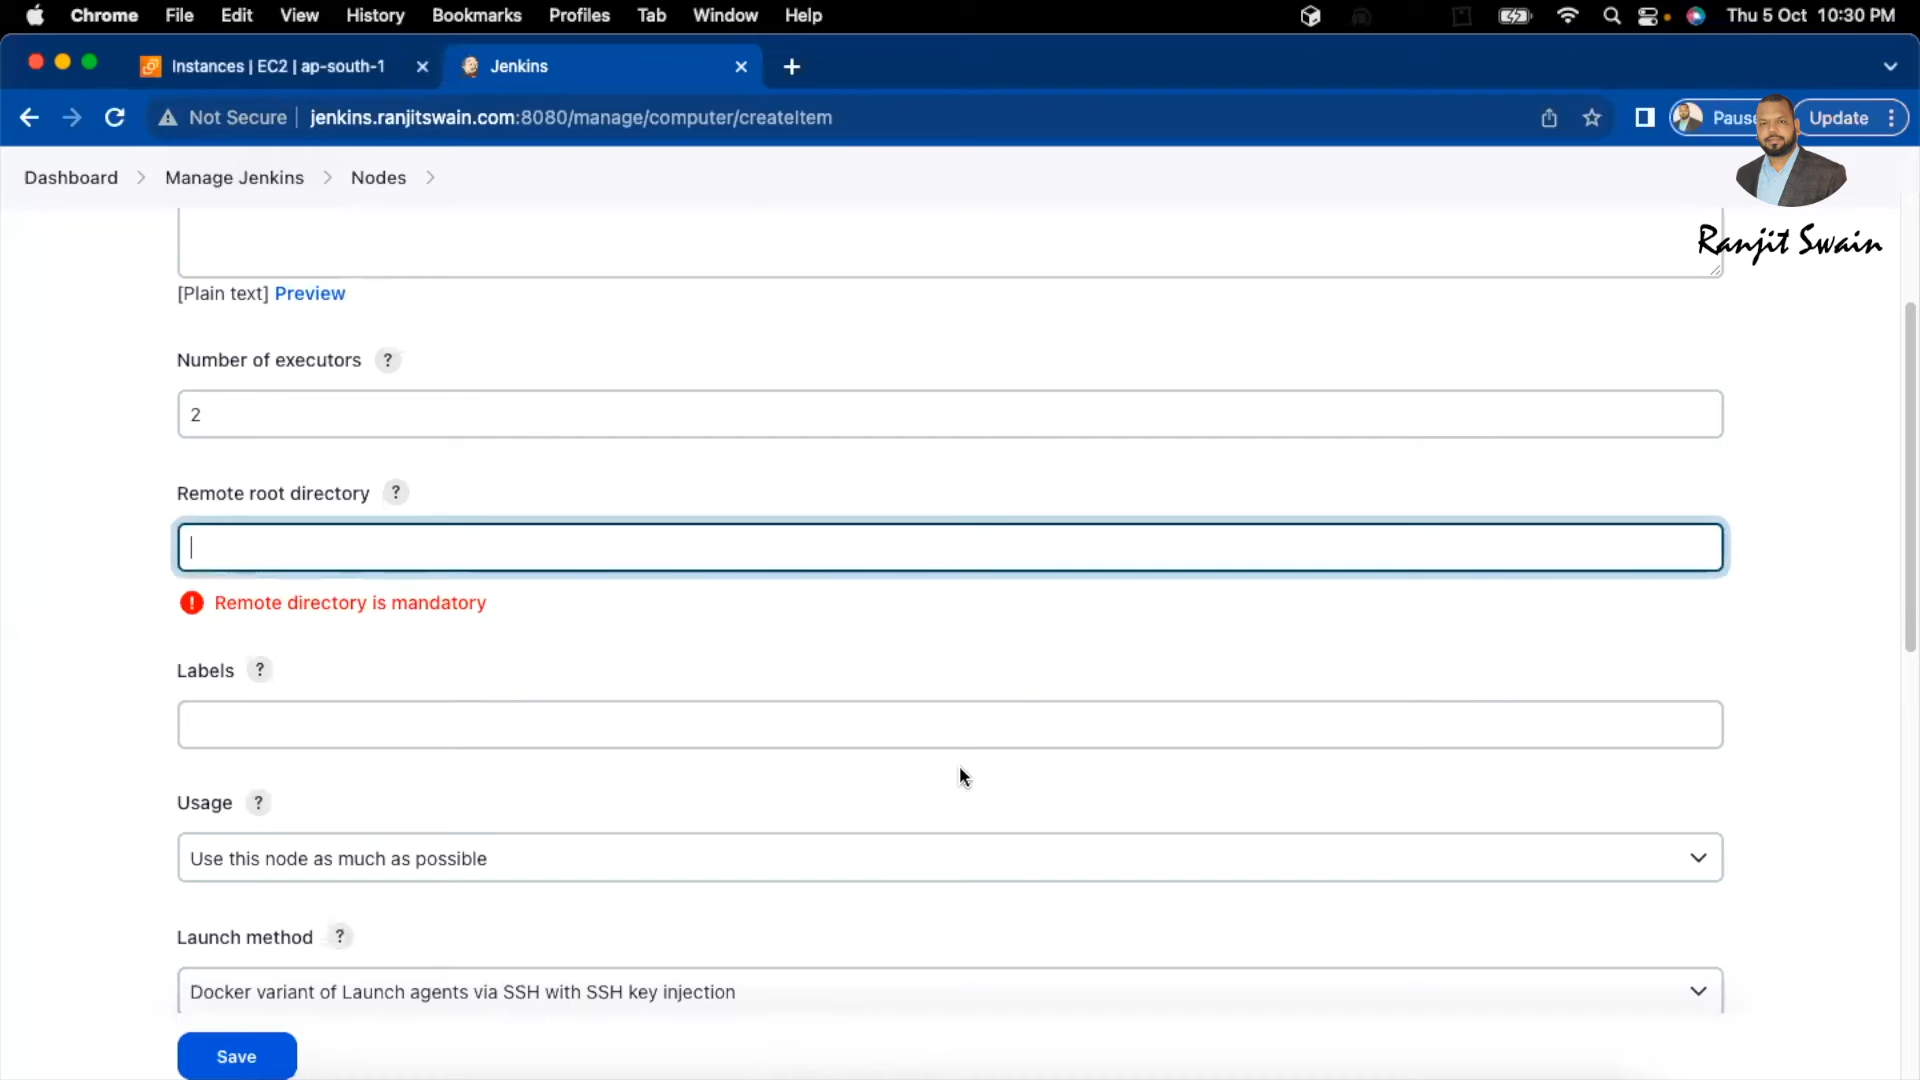 Chrome File Edit View History Bookmarks Profiles Tab Window Help Thu 5 Oct 10:30 PM
Instances | EC2 | ap-south-1 Jenkins
Not Secure jenkins.ranjitswain.com:8080/manage/computer/createItem Update
Dashboard Manage Jenkins Nodes
Ranjit Swain
[Plain text] Preview
Number of executors ?
2
Remote root directory ?
! Remote directory is mandatory
Labels ?
Usage ?
Use this node as much as possible
Launch method ?
Docker variant of Launch agents via SSH with SSH key injection
Save